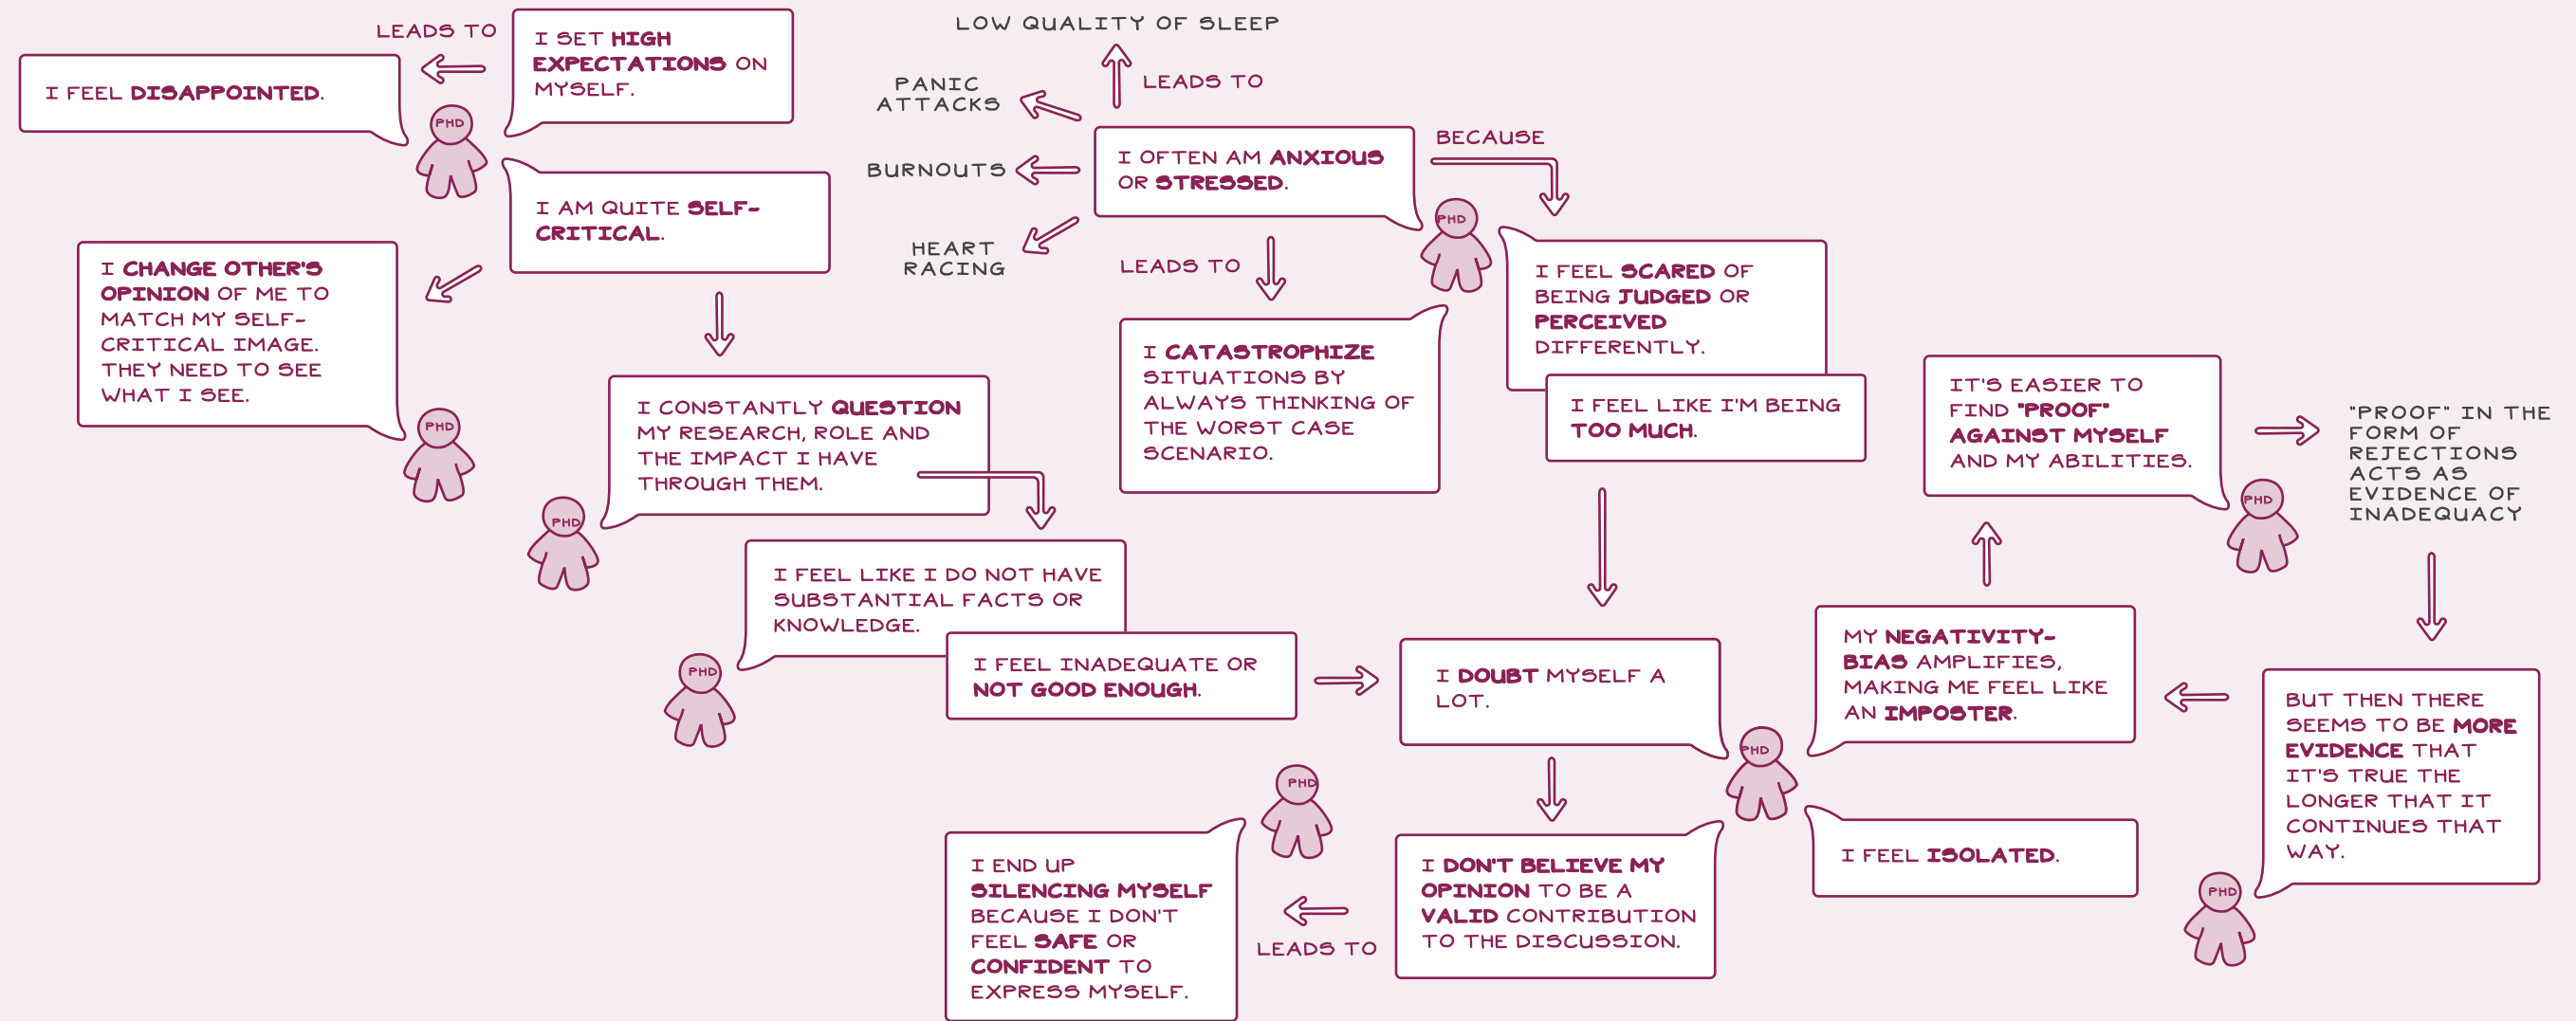 LEADS TO
I SET HIGH
EXPECTATIONS ON
MYSELF.
I FEEL DISAPPOINTED.
PHD
I AM QUITE SELF-
CRITICAL.
I CHANGE OTHER'S
OPINION OF ME TO
MATCH MY SELF-
CRITICAL IMAGE.
THEY NEED TO SEE
WHAT I SEE.
PHD
I CONSTANTLY QUESTION
MY RESEARCH, ROLE AND
THE IMPACT I HAVE
THROUGH THEM.
PHD
I FEEL LIKE I DO NOT HAVE
SUBSTANTIAL FACTS OR
KNOWLEDGE.
PHD
I FEEL INADEQUATE OR
NOT GOOD ENOUGH.
LOW QUALITY OF SLEEP
LEADS TO
PANIC
ATTACKS
BURNOUTS
HEART
RACING
I OFTEN AM ANXIOUS
OR STRESSED.
BECAUSE
PHD
LEADS TO
I CATASTROPHIZE
SITUATIONS BY
ALWAYS THINKING OF
THE WORST CASE
SCENARIO.
I FEEL SCARED OF
BEING JUDGED OR
PERCEIVED
DIFFERENTLY.
I FEEL LIKE I'M BEING
TOO MUCH.
I DOUBT MYSELF A
LOT.
PHD
I DON'T BELIEVE MY
OPINION TO BE A
VALID CONTRIBUTION
TO THE DISCUSSION.
LEADS TO
PHD
I END UP
SILENCING MYSELF
BECAUSE I DON'T
FEEL SAFE OR
CONFIDENT TO
EXPRESS MYSELF.
MY NEGATIVITY-
BIAS AMPLIFIES,
MAKING ME FEEL LIKE
AN IMPOSTER.
I FEEL ISOLATED.
IT'S EASIER TO
FIND "PROOF"
AGAINST MYSELF
AND MY ABILITIES.
PHD
"PROOF" IN THE
FORM OF
REJECTIONS
ACTS AS
EVIDENCE OF
INADEQUACY
BUT THEN THERE
SEEMS TO BE MORE
EVIDENCE THAT
IT'S TRUE THE
LONGER THAT IT
CONTINUES THAT
WAY.
PHD